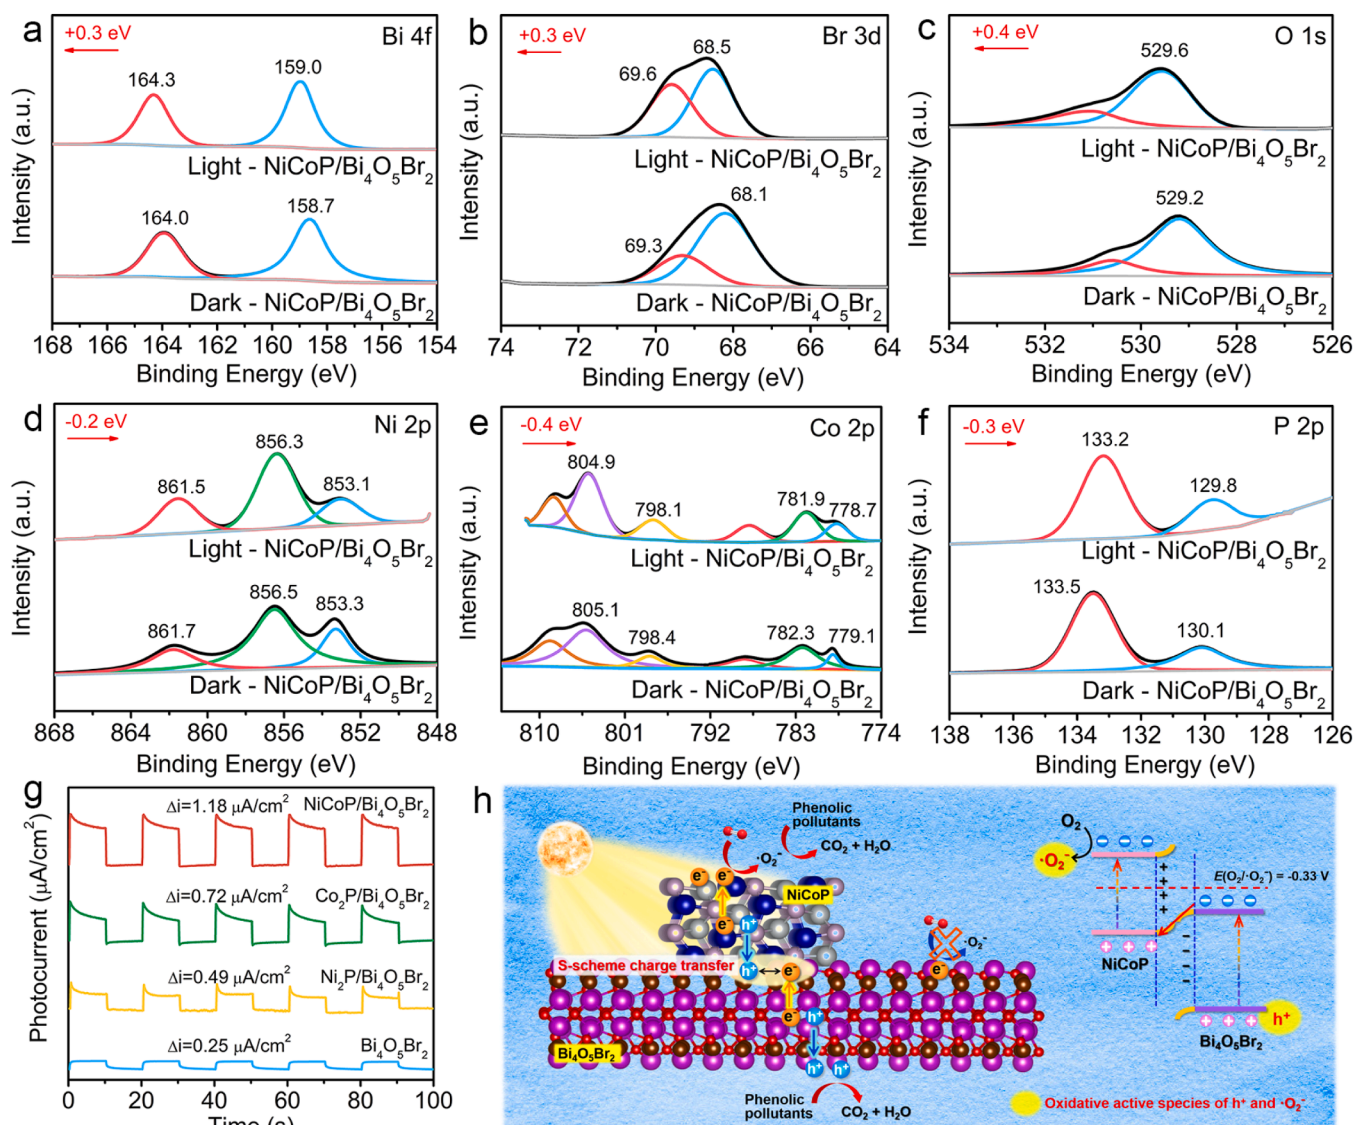 a
+0.3 eV
Bi 4f
164.3
159.0
Light - NiCoP/Bi4O5Br2
164.0
158.7
Dark - NiCoP/Bi4O5Br2
168 166 164 162 160 158 156 154
Binding Energy (eV)
Intensity (a.u.)
b
+0.3 eV
Br 3d
69.6
68.5
Light - NiCoP/Bi4O5Br2
69.3
68.1
Dark - NiCoP/Bi4O5Br2
74 72 70 68 66 64
Binding Energy (eV)
Intensity (a.u.)
c
+0.4 eV
O 1s
529.6
Light - NiCoP/Bi4O5Br2
529.2
Dark - NiCoP/Bi4O5Br2
534 532 530 528 526
Binding Energy (eV)
Intensity (a.u.)
d
-0.2 eV
Ni 2p
861.5
856.3
853.1
Light - NiCoP/Bi4O5Br2
861.7
856.5
853.3
Dark - NiCoP/Bi4O5Br2
868 864 860 856 852 848
Binding Energy (eV)
Intensity (a.u.)
e
-0.4 eV
Co 2p
804.9
798.1
781.9
778.7
Light - NiCoP/Bi4O5Br2
805.1
798.4
782.3
779.1
Dark - NiCoP/Bi4O5Br2
810 801 792 783 774
Binding Energy (eV)
Intensity (a.u.)
f
-0.3 eV
P 2p
133.2
129.8
Light - NiCoP/Bi4O5Br2
133.5
130.1
Dark - NiCoP/Bi4O5Br2
138 136 134 132 130 128 126
Binding Energy (eV)
Intensity (a.u.)
g
Δi=1.18 μA/cm2 NiCoP/Bi4O5Br2
Δi=0.72 μA/cm2 Co2P/Bi4O5Br2
Δi=0.49 μA/cm2 Ni2P/Bi4O5Br2
Δi=0.25 μA/cm2 Bi4O5Br2
0 20 40 60 80 100
Time (s)
Photocurrent (μA/cm2)
h
Phenolic
pollutants
CO2 + H2O
·O2-
e- e-
NiCoP
e- h+
S-scheme charge transfer
h+ e-
e-
·O2-
e- h+
Bi4O5Br2
h+ h+
Phenolic
pollutants
CO2 + H2O
O2
·O2-
E(O2/·O2-) = -0.33 V
NiCoP
+
+
+
+
-
-
-
-
h+
Bi4O5Br2
Oxidative active species of h+ and ·O2-